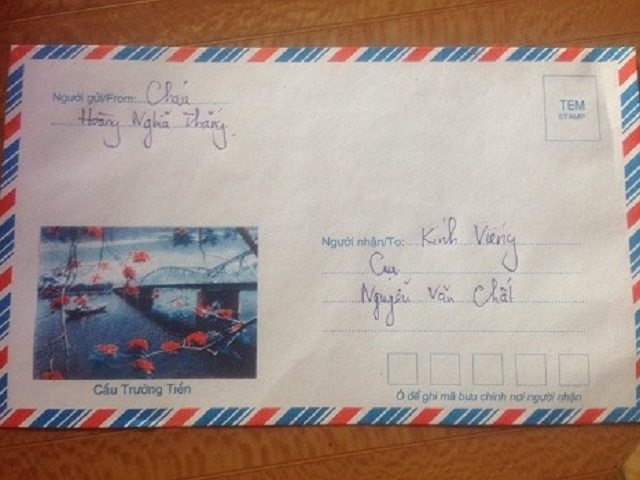 Người gửi/From: Cháu
Hoàng Nghĩa Thắng
TEM
STAMP
Người nhận/To: Kính Viếng
Cụ
Nguyễn Văn Chắt
Cầu Trường Tiền
Ô để ghi mã bưu chính nơi người nhận